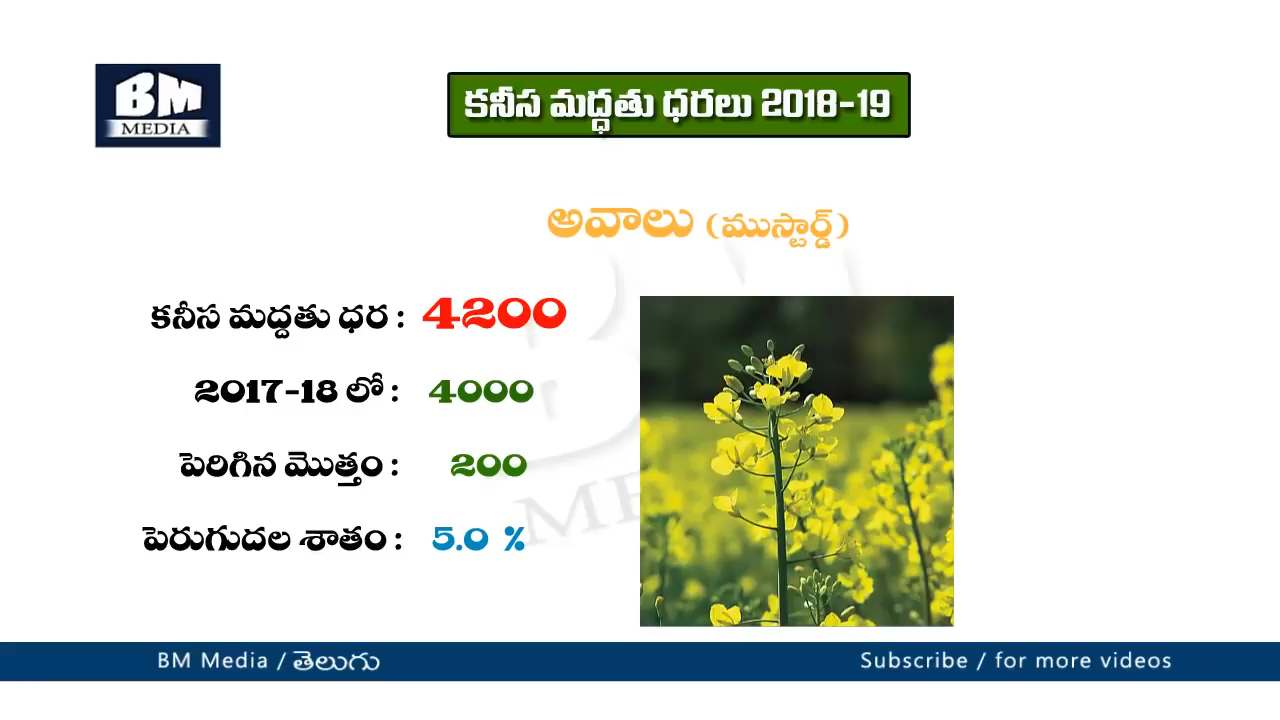 BM
MEDIA
కనీస మద్ధతు ధరలు 2018-19
అవాలు (ముస్టార్డ్)
కనీస మద్దతు ధర : 4200
2017-18 లో : 4000
పెరిగిన మొత్తం : 200
పెరుగుదల శాతం : 5.0 %
BM Media / తెలుగు
Subscribe / for more videos